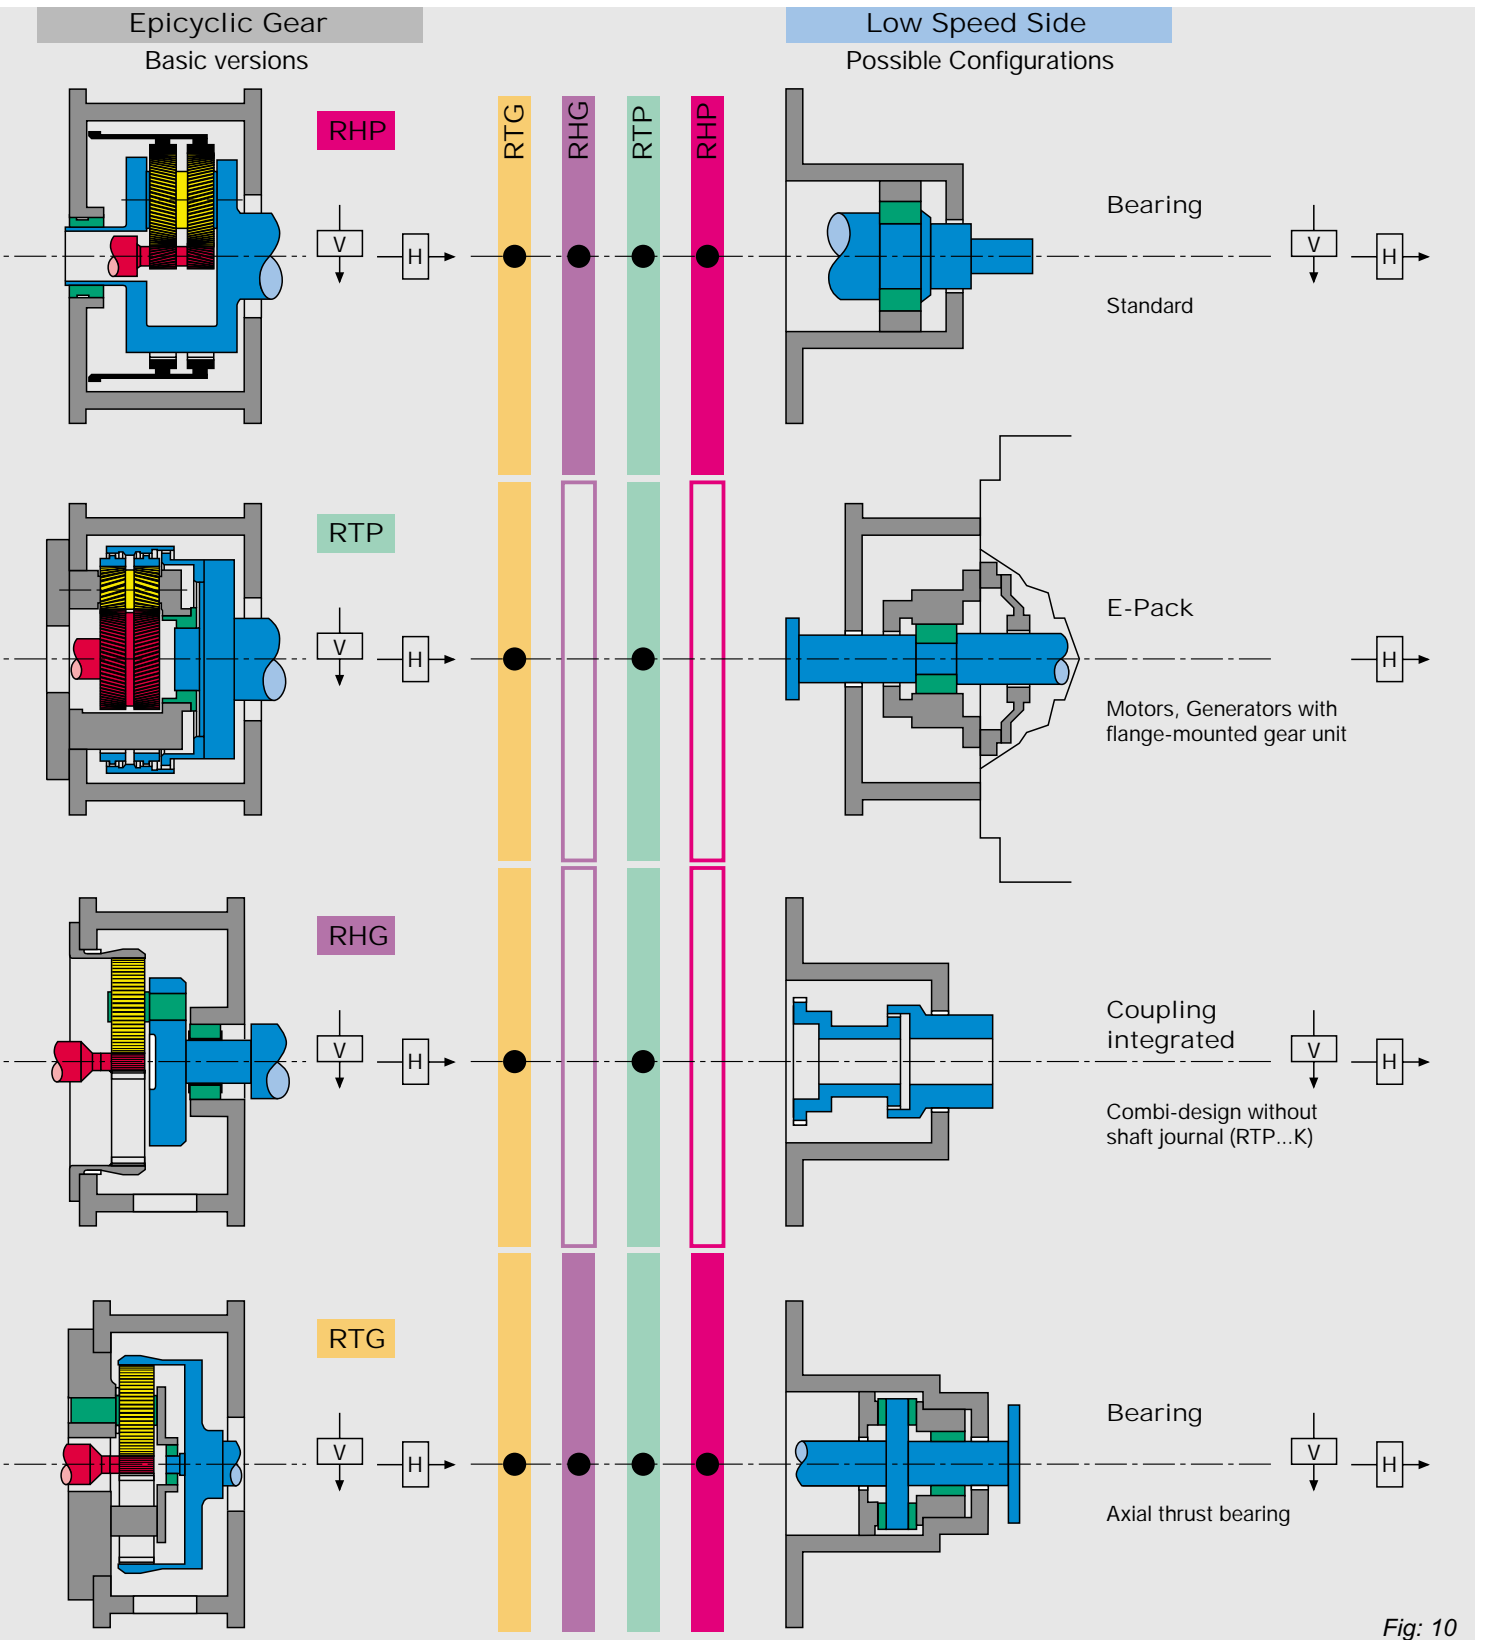 Epicyclic Gear
Basic versions
Low Speed Side
Possible Configurations
RHP
V
H
RTG
RHG
RTP
RHP
Bearing
Standard
V
H
RTP
V
H
E-Pack
Motors, Generators with
flange-mounted gear unit
H
RHG
V
H
Coupling
integrated
Combi-design without
shaft journal (RTP...K)
V
H
RTG
V
H
Bearing
Axial thrust bearing
V
H
Fig: 10